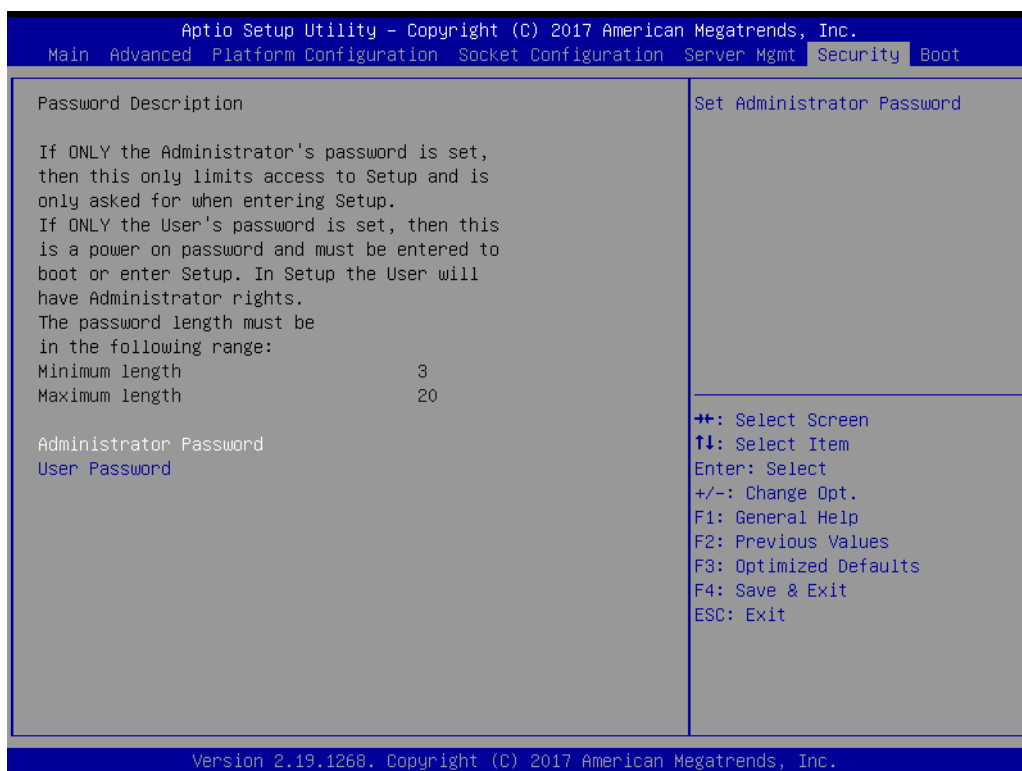 Aptio Setup Utility – Copyright (C) 2017 American Megatrends, Inc.
Main Advanced Platform Configuration Socket Configuration Server Mgmt Security Boot
Password Description
If ONLY the Administrator's password is set,
then this only limits access to Setup and is
only asked for when entering Setup.
If ONLY the User's password is set, then this
is a power on password and must be entered to
boot or enter Setup. In Setup the User will
have Administrator rights.
The password length must be
in the following range:
Minimum length 3
Maximum length 20
Administrator Password
User Password
Set Administrator Password
→←: Select Screen
↑↓: Select Item
Enter: Select
+/-: Change Opt.
F1: General Help
F2: Previous Values
F3: Optimized Defaults
F4: Save & Exit
ESC: Exit
Version 2.19.1268. Copyright (C) 2017 American Megatrends, Inc.